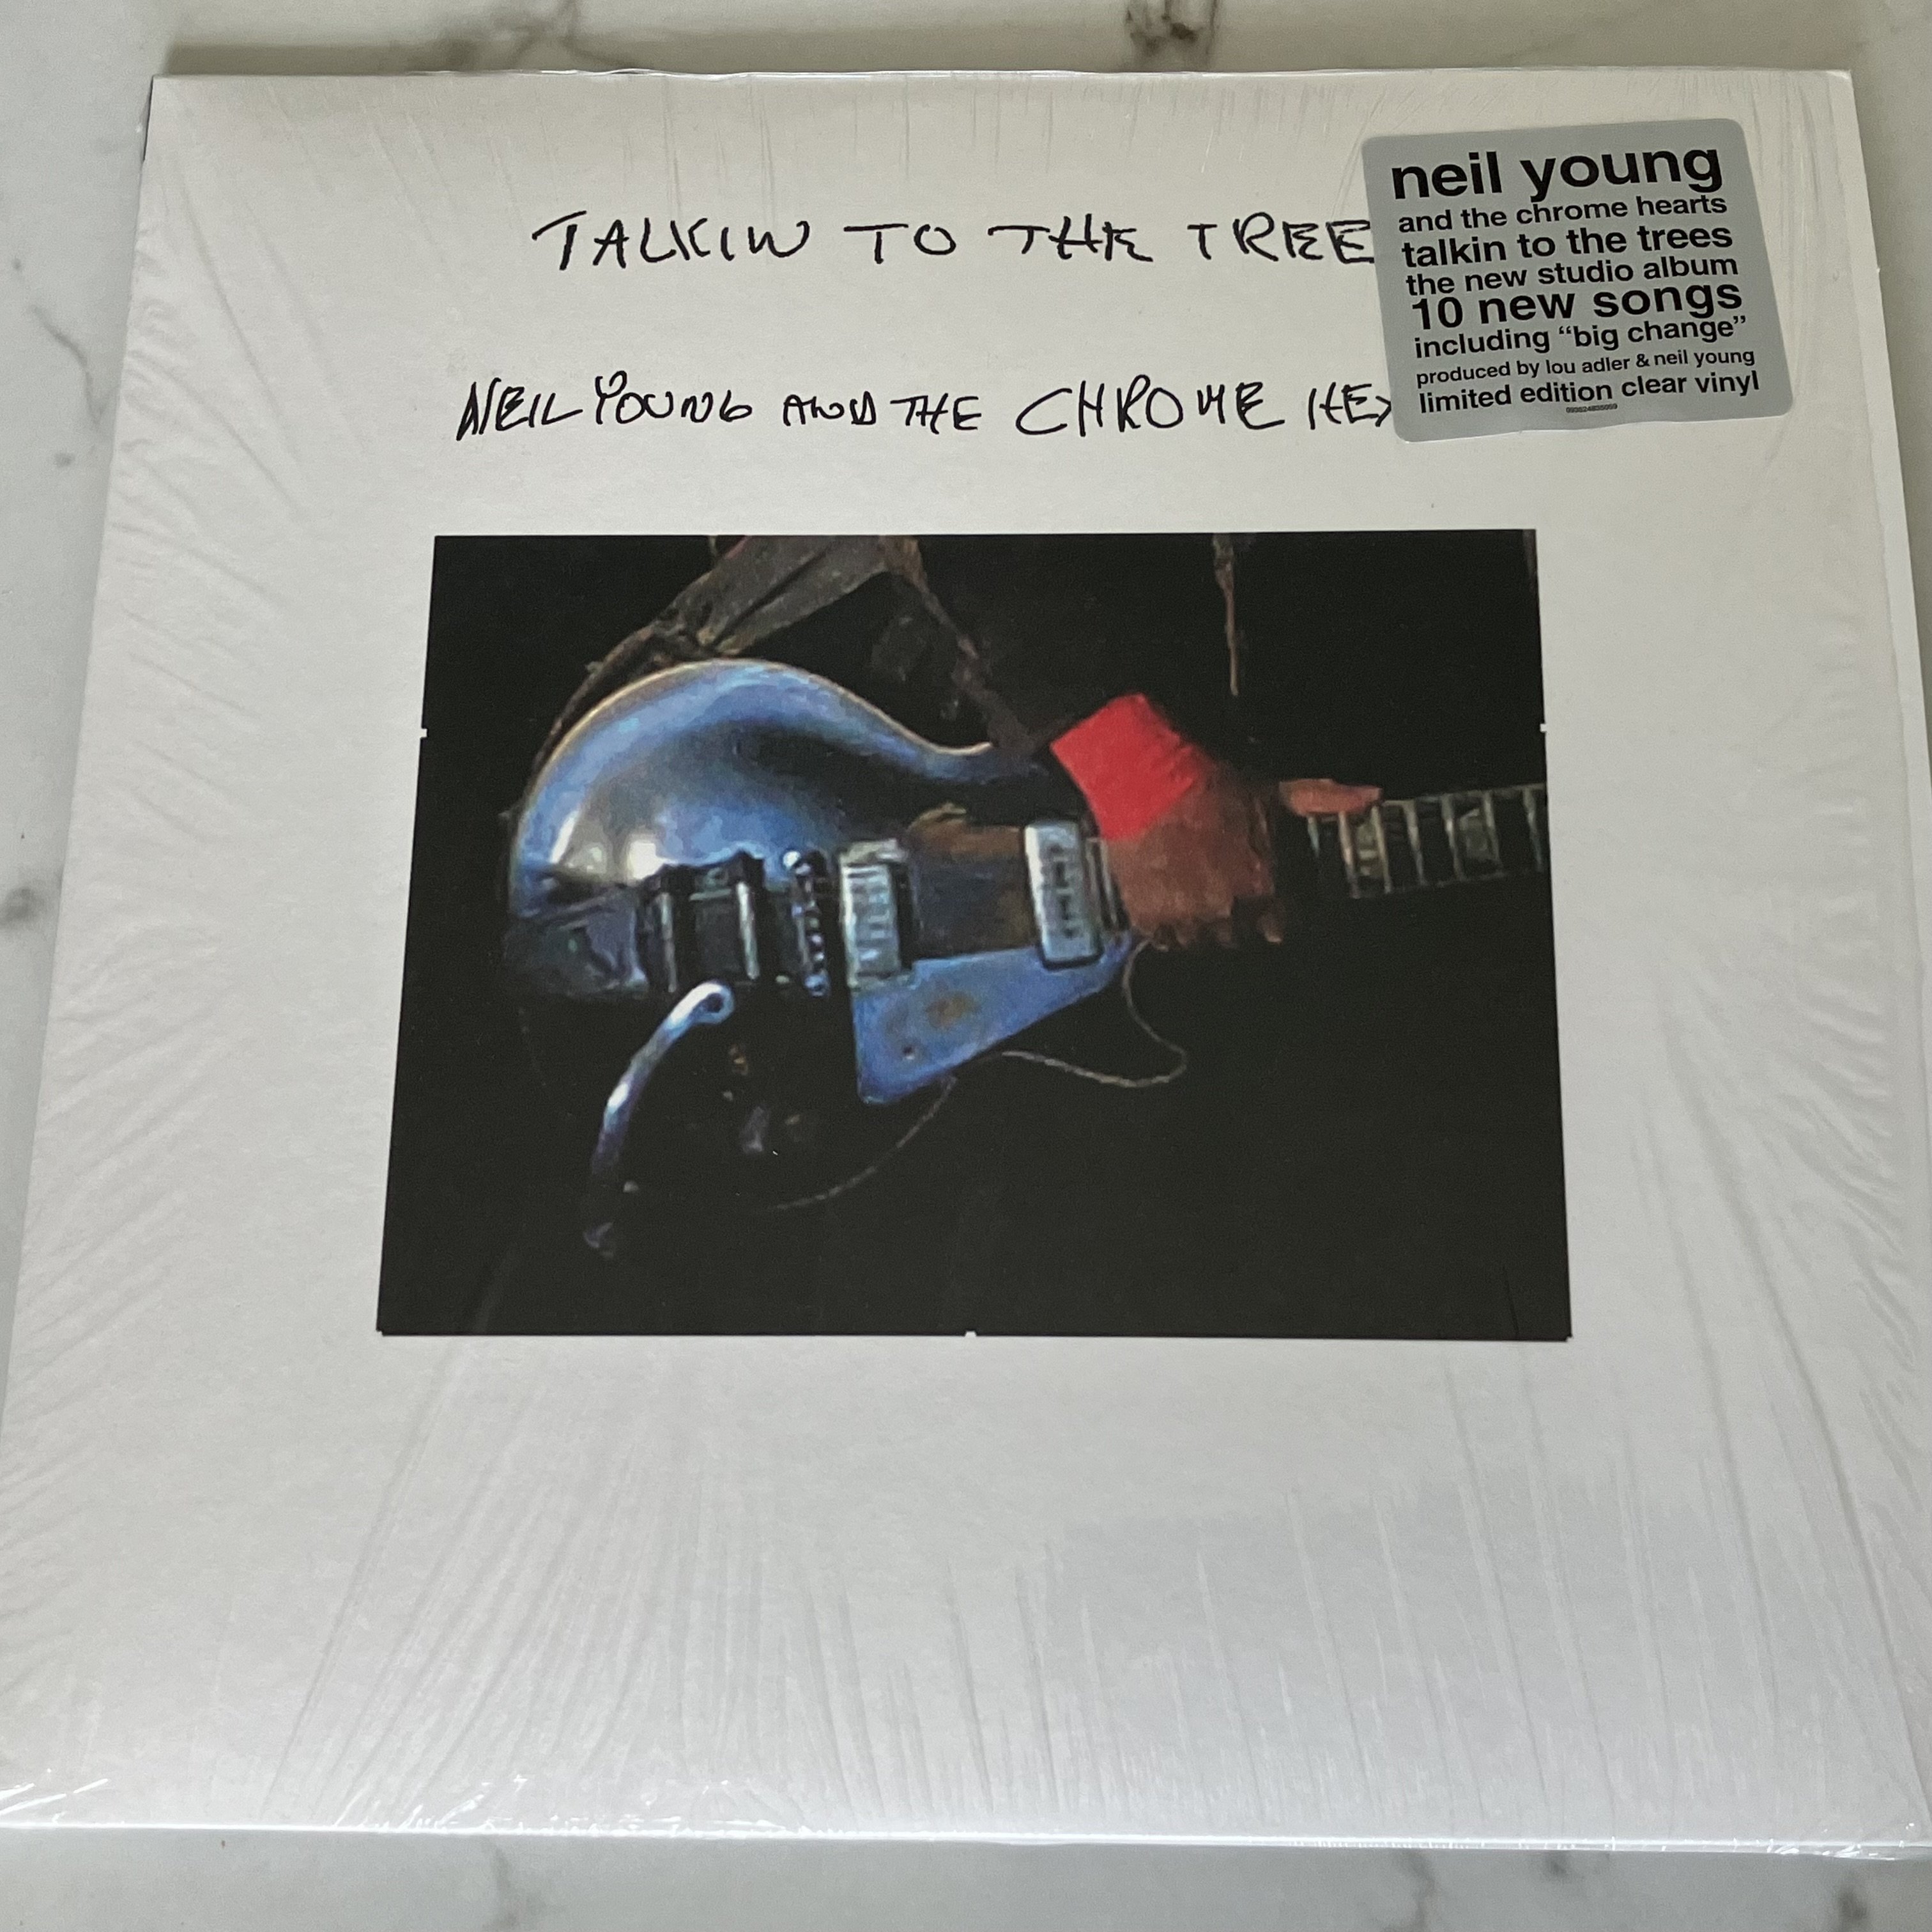 TALKIN TO THE TREE
NEIL YOUNG AND THE CHROME HE
neil young
and the chrome hearts
talkin to the trees
the new studio album
10 new songs
including “big change”
produced by lou adler & neil young
limited edition clear vinyl